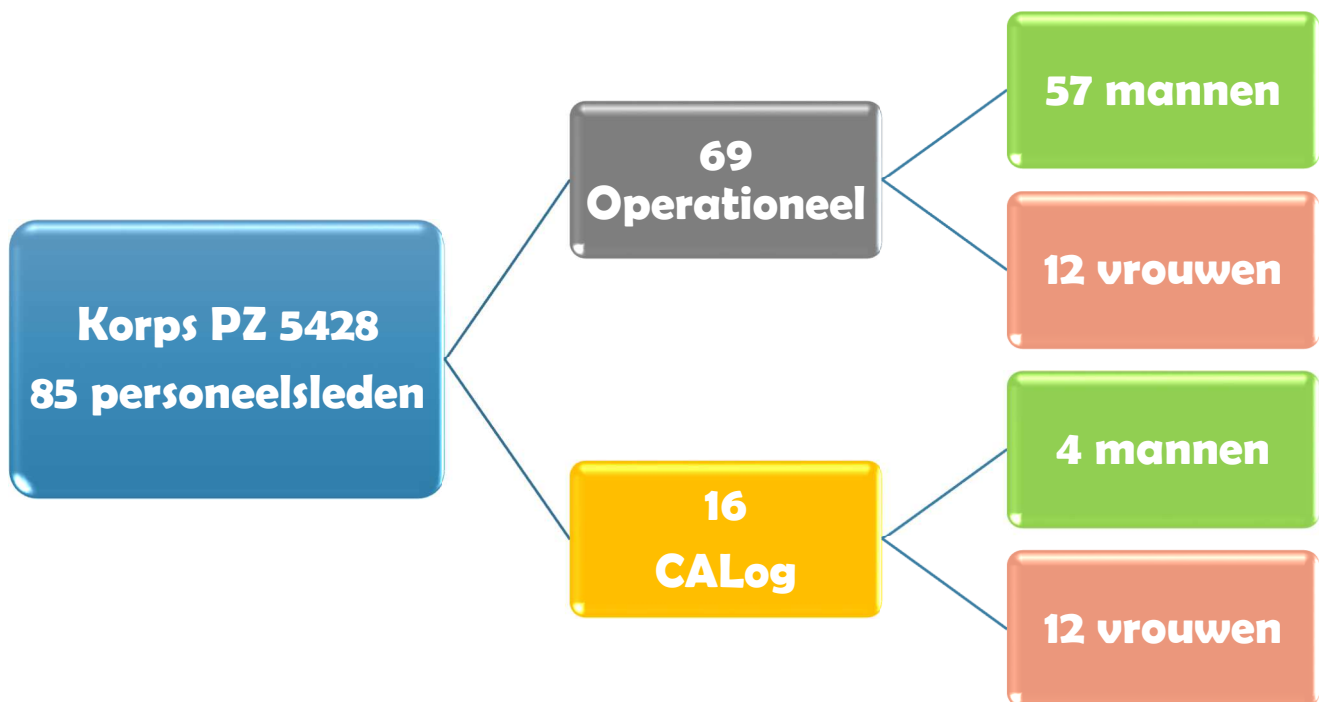 Korps PZ 5428
85 personeelsleden
69
Operationeel
57 mannen
12 vrouwen
16
CALog
4 mannen
12 vrouwen